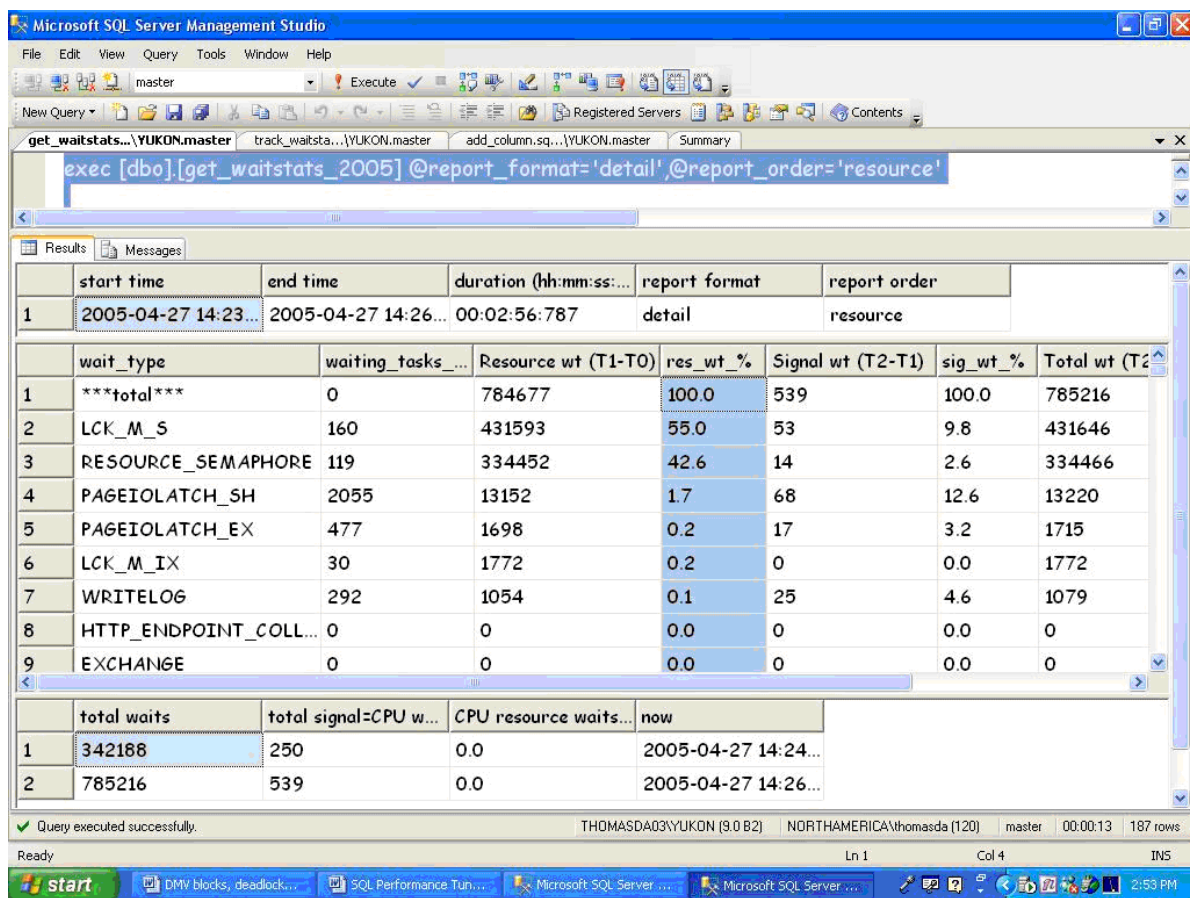 Microsoft SQL Server Management Studio
File Edit View Query Tools Window Help
master Execute
New Query Registered Servers Contents
get_waitstats...\YUKON.master track_waitsta...\YUKON.master add_column.sq...\YUKON.master Summary
exec [dbo].[get_waitstats_2005] @report_format='detail',@report_order='resource'
Results Messages
start time end time duration (hh:mm:ss:... report format report order
1 2005-04-27 14:23... 2005-04-27 14:26... 00:02:56:787 detail resource
wait_type waiting_tasks_... Resource wt (T1-T0) res_wt_% Signal wt (T2-T1) sig_wt_% Total wt (T2
1 ***total*** 0 784677 100.0 539 100.0 785216
2 LCK_M_S 160 431593 55.0 53 9.8 431646
3 RESOURCE_SEMAPHORE 119 334452 42.6 14 2.6 334466
4 PAGEIOLATCH_SH 2055 13152 1.7 68 12.6 13220
5 PAGEIOLATCH_EX 477 1698 0.2 17 3.2 1715
6 LCK_M_IX 30 1772 0.2 0 0.0 1772
7 WRITELOG 292 1054 0.1 25 4.6 1079
8 HTTP_ENDPOINT_COLL... 0 0 0.0 0 0.0 0
9 EXCHANGE 0 0 0.0 0 0.0 0
total waits total signal=CPU w... CPU resource waits... now
1 342188 250 0.0 2005-04-27 14:24...
2 785216 539 0.0 2005-04-27 14:26...
Query executed successfully. THOMASDA03\YUKON (9.0 B2) NORTHAMERICA\thomasda (120) master 00:00:13 187 rows
Ready Ln 1 Col 4 INS
start DMV blocks, deadlock... SQL Performance Tun... Microsoft SQL Server ... Microsoft SQL Server ... 2:53 PM